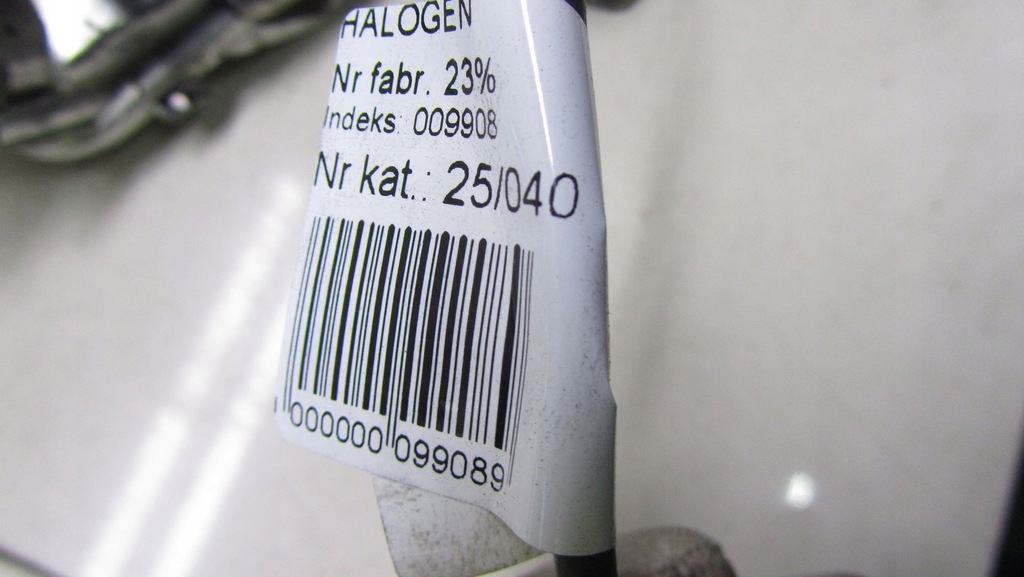 HALOGEN
Nr fabr. 23%
Indeks: 009908
Nr kat.: 25/040
000000 099089